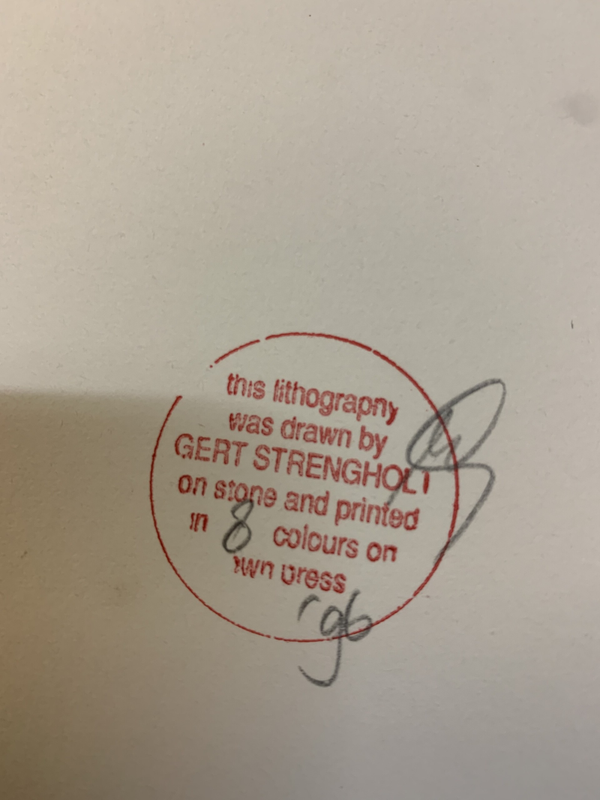 this lithography
was drawn by
GERT STRENGHOLT
on stone and printed
in 8 colours on
own press
'96